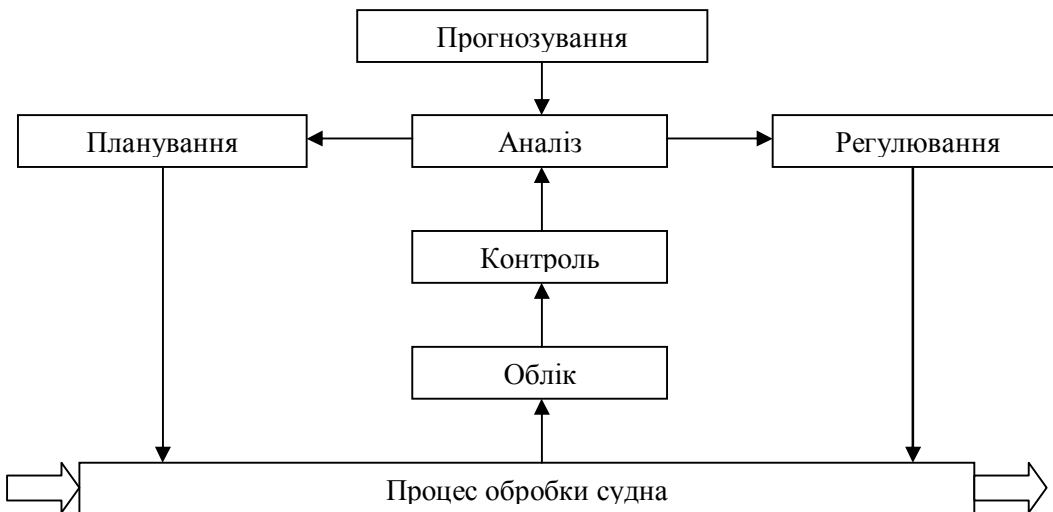 Прогнозування
Планування
Аналіз
Регулювання
Контроль
Облік
Процес обробки судна